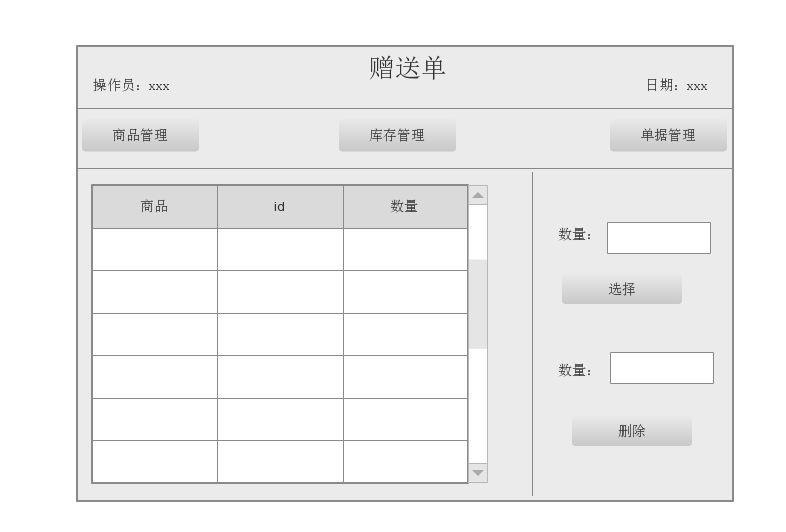 赠送单
操作员：xxx
日期：xxx
商品管理
库存管理
单据管理
商品
id
数量
数量：
选择
数量：
删除